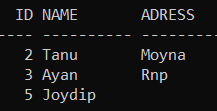 ID NAME ADRESS
---- ---------- ----------
2 Tanu Moyna
3 Ayan Rnp
5 Joydip